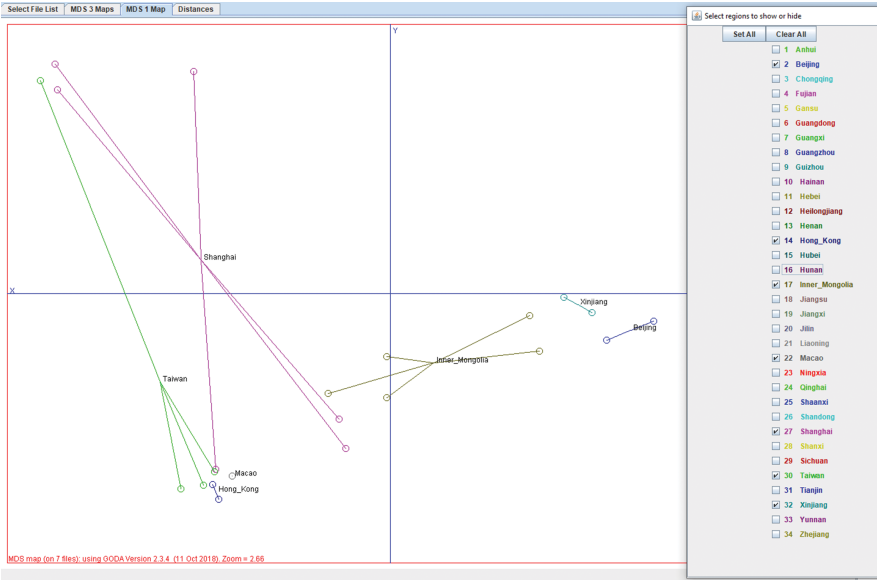 Select File List MDS 3 Maps MDS 1 Map Distances
Select regions to show or hide
Set All Clear All
Y
X
Shanghai
Xinjiang
Beijing
Inner_Mongolia
Taiwan
Macao
Hong_Kong
MDS map (on 7 files): using GODA Version 2.3.4 (11 Oct 2018). Zoom = 2.66
1 Anhui
2 Beijing
3 Chongqing
4 Fujian
5 Gansu
6 Guangdong
7 Guangxi
8 Guangzhou
9 Guizhou
10 Hainan
11 Hebei
12 Heilongjiang
13 Henan
14 Hong_Kong
15 Hubei
16 Hunan
17 Inner_Mongolia
18 Jiangsu
19 Jiangxi
20 Jilin
21 Liaoning
22 Macao
23 Ningxia
24 Qinghai
25 Shaanxi
26 Shandong
27 Shanghai
28 Shanxi
29 Sichuan
30 Taiwan
31 Tianjin
32 Xinjiang
33 Yunnan
34 Zhejiang